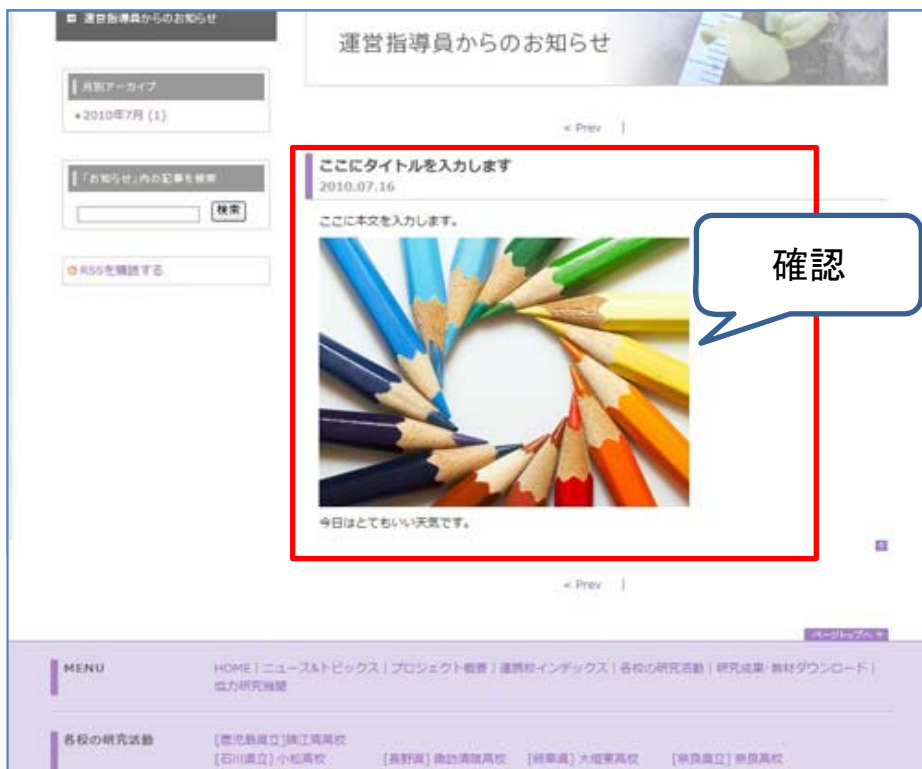 運営指導員からのお知らせ
運営指導員からのお知らせ
月別アーカイブ
2010年7月 (1)
« Prev |
「お知らせ」内の記事を検索
検索
RSSを購読する
ここにタイトルを入力します
2010.07.16
ここに本文を入力します。
確認
今日はとてもいい天気です。
« Prev |
ページトップへ
MENU
HOME | ニュース&トピックス | プロジェクト概要 | 連携校インデックス | 各校の研究活動 | 研究成果・教材ダウンロード |
協力研究機関
各校の研究活動
[鹿児島県立]錦江湾高校
[石川県立] 小松高校 [長野県] 諏訪清陵高校 [岐阜県] 大垣東高校 [奈良県立] 奈良高校